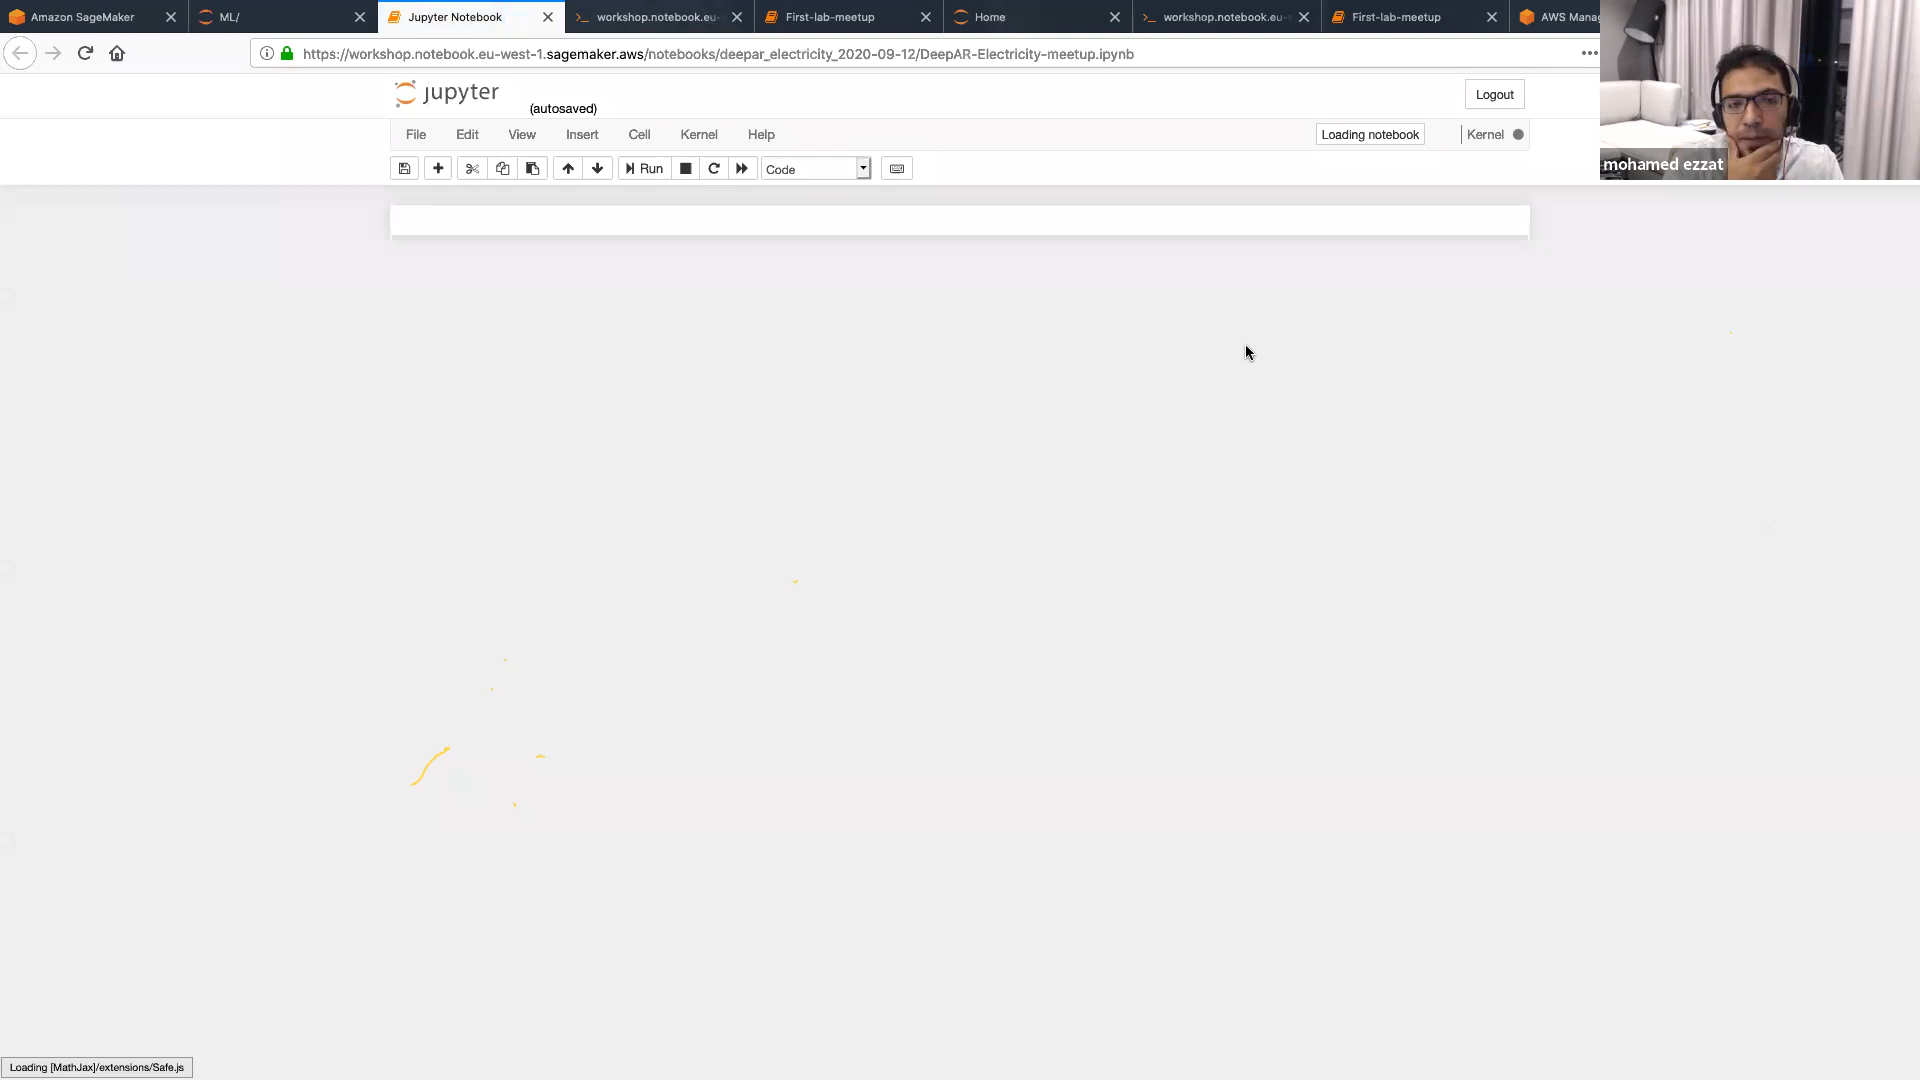 Amazon SageMaker
ML/
Jupyter Notebook
workshop.notebook.eu-
First-lab-meetup
Home
workshop.notebook.eu-
First-lab-meetup
AWS Mana
https://workshop.notebook.eu-west-1.sagemaker.aws/notebooks/deepar_electricity_2020-09-12/DeepAR-Electricity-meetup.ipynb
jupyter
(autosaved)
Logout
File Edit View Insert Cell Kernel Help
Loading notebook
Kernel
Run
Code
mohamed ezzat
Loading [MathJax]/extensions/Safe.js